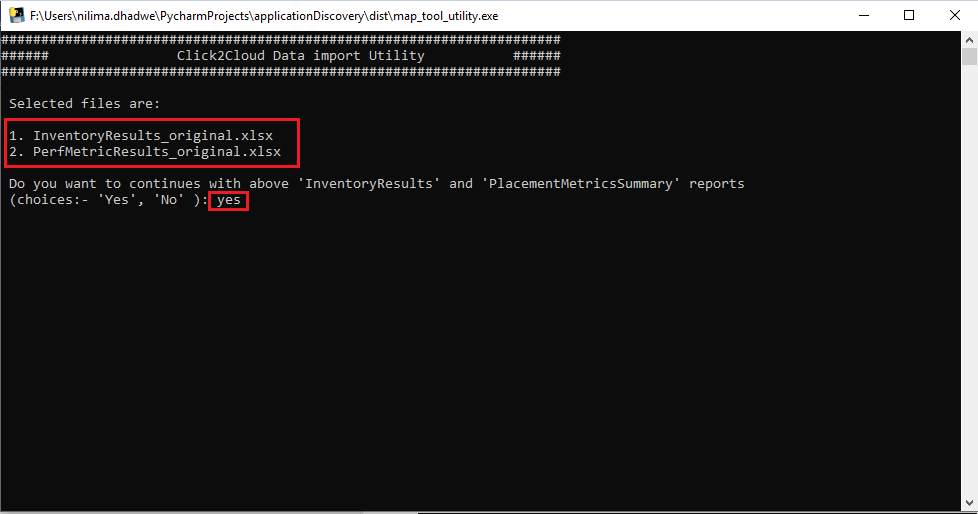 F:\Users\nilima.dhadwe\PycharmProjects\applicationDiscovery\dist\map_tool_utility.exe
######################################################################
###### Click2Cloud Data import Utility ######
######################################################################
Selected files are:
1. InventoryResults_original.xlsx
2. PerfMetricResults_original.xlsx
Do you want to continues with above 'InventoryResults' and 'PlacementMetricsSummary' reports
(choices:- 'Yes', 'No' ): yes